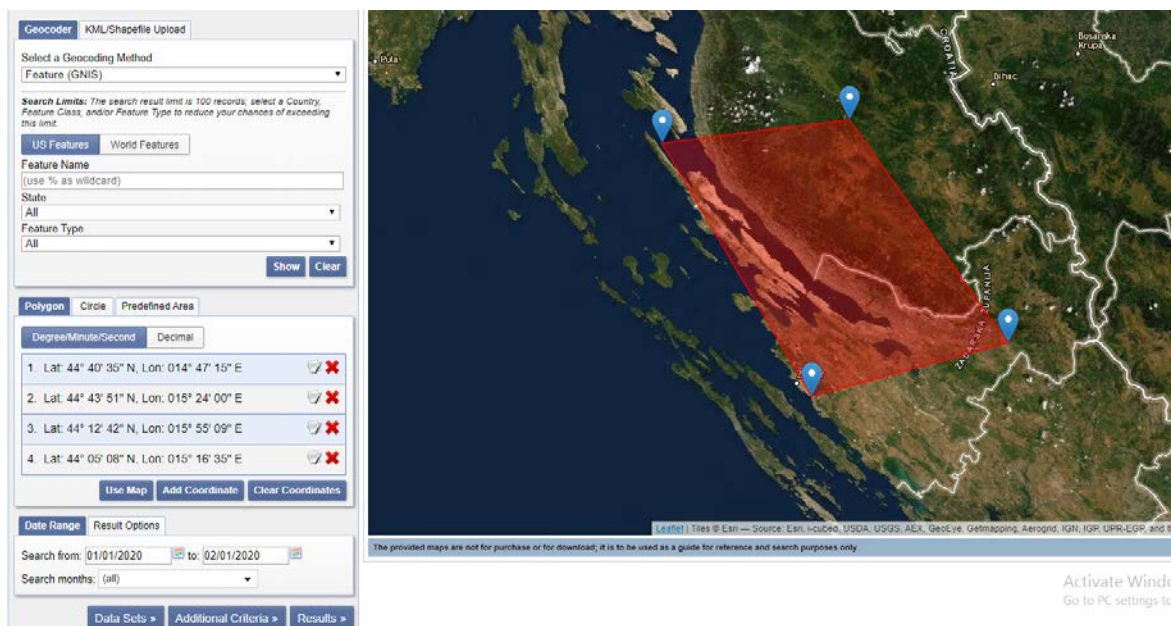 Geocoder KML/Shapefile Upload
Select a Geocoding Method
Feature (GNIS)
Search Limits: The search result limit is 100 records; select a Country,
Feature Class, and/or Feature Type to reduce your chances of exceeding
this limit.
US Features World Features
Feature Name
(use % as wildcard)
State
All
Feature Type
All
Show Clear
Polygon Circle Predefined Area
Degree/Minute/Second Decimal
1. Lat: 44° 40' 35" N, Lon: 014° 47' 15" E
2. Lat: 44° 43' 51" N, Lon: 015° 24' 00" E
3. Lat: 44° 12' 42" N, Lon: 015° 55' 09" E
4. Lat: 44° 05' 08" N, Lon: 015° 16' 35" E
Use Map Add Coordinate Clear Coordinates
Date Range Result Options
Search from: 01/01/2020 to: 02/01/2020
Search months: (all)
Data Sets » Additional Criteria » Results »
Pula
CROATIA
Bosanska
Krupa
Bihac
ZADARSKA ZUPANIJA
Leaflet | Tiles © Esri — Source: Esri, i-cubed, USDA, USGS, AEX, GeoEye, Getmapping, Aerogrid, IGN, IGP, UPR-EGP, and
The provided maps are not for purchase or for download; it is to be used as a guide for reference and search purposes only.
Activate Windo
Go to PC settings to